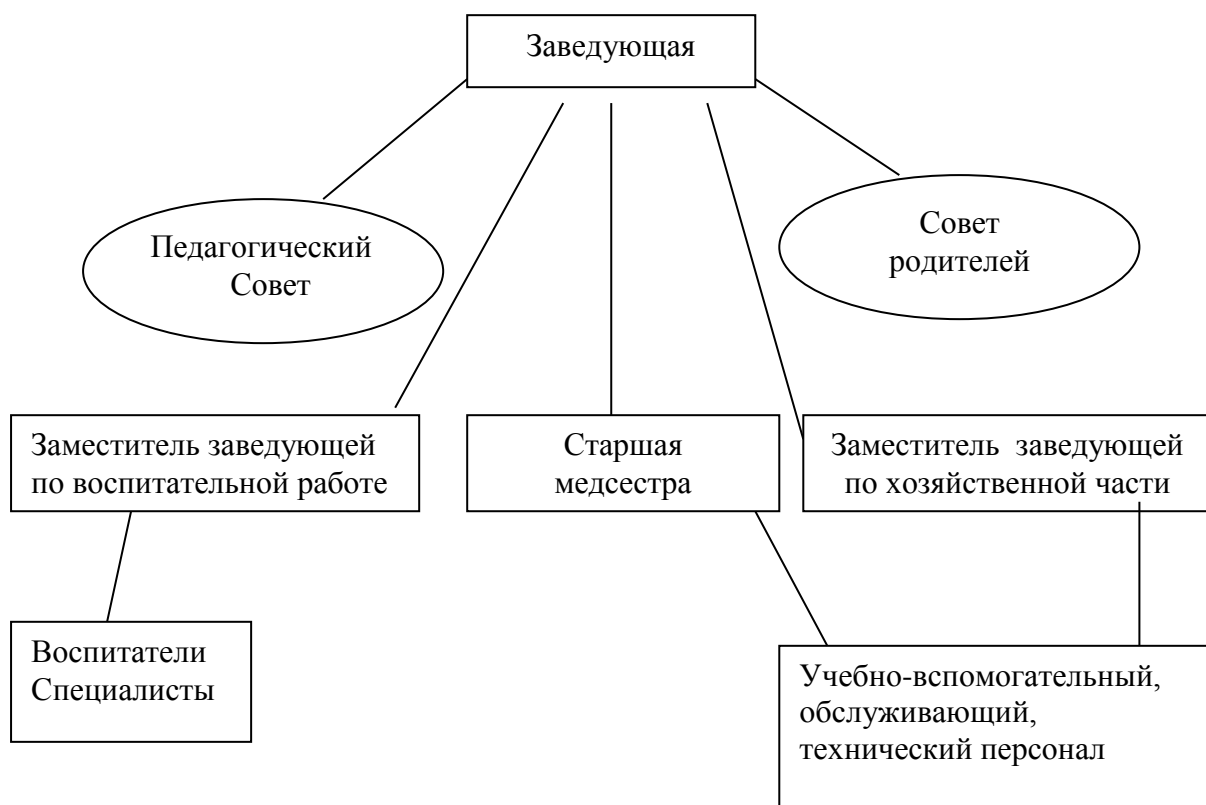 Заведующая
Педагогический
Совет
Совет
родителей
Заместитель заведующей
по воспитательной работе
Старшая
медсестра
Заместитель заведующей
по хозяйственной части
Воспитатели
Специалисты
Учебно-вспомогательный,
обслуживающий,
технический персонал